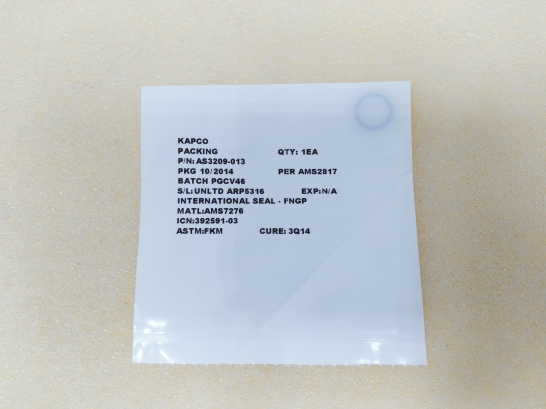 KAPCO
PACKING QTY: 1EA
P/N: AS3209-013
PKG 10/2014 PER AMS2817
BATCH PGCV46
S/L: UNLTD ARP5316 EXP:N/A
INTERNATIONAL SEAL - FNGP
MATL:AMS7276
ICN:392591-03
ASTM:FKM CURE: 3Q14